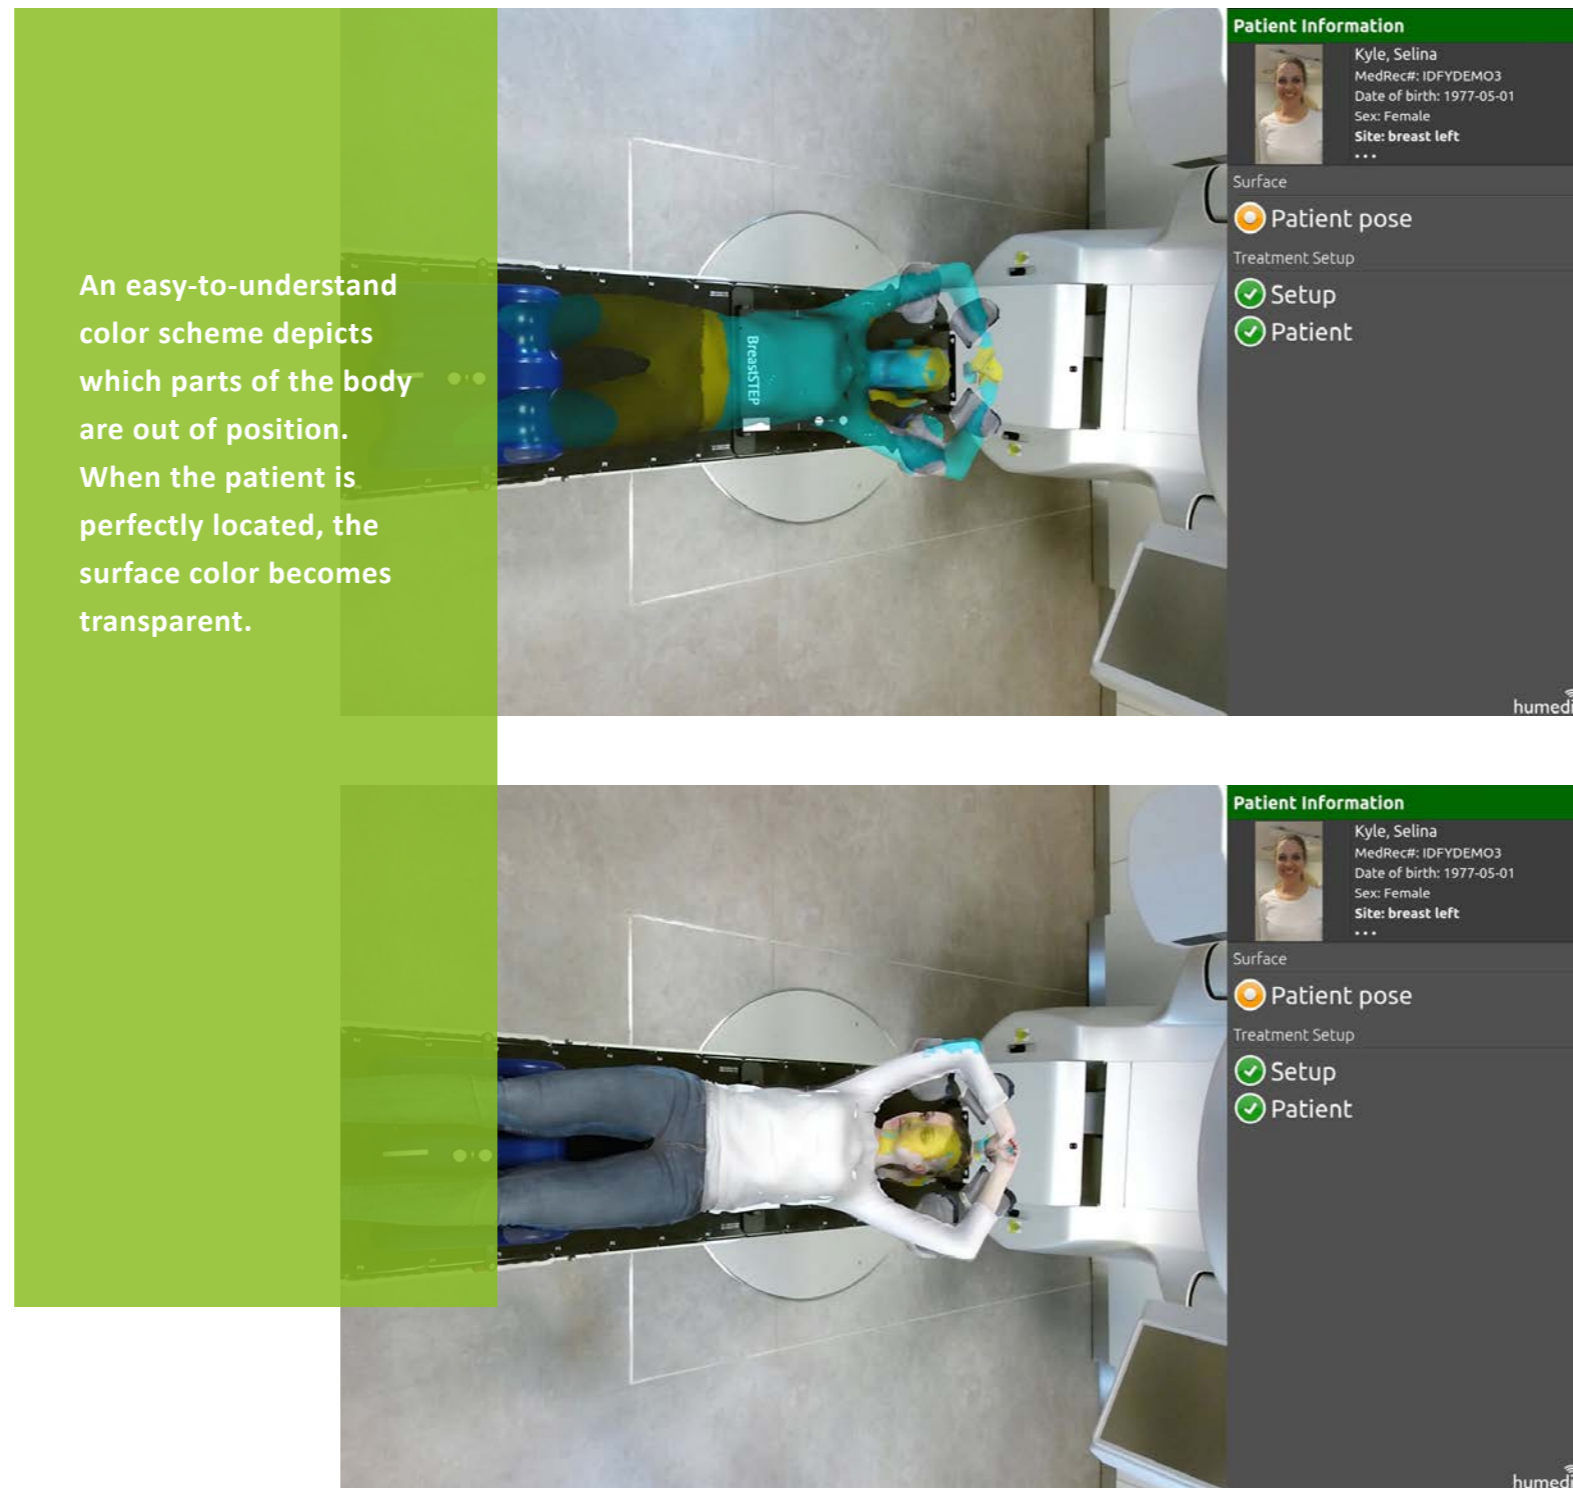 An easy-to-understand
color scheme depicts
which parts of the body
are out of position.
When the patient is
perfectly located, the
surface color becomes
transparent.
BreastSTEP
Patient Information
Kyle, Selina
MedRec#: IDFYDEMO3
Date of birth: 1977-05-01
Sex: Female
Site: breast left
...
Surface
Patient pose
Treatment Setup
Setup
Patient
humedi
Patient Information
Kyle, Selina
MedRec#: IDFYDEMO3
Date of birth: 1977-05-01
Sex: Female
Site: breast left
...
Surface
Patient pose
Treatment Setup
Setup
Patient
humedi